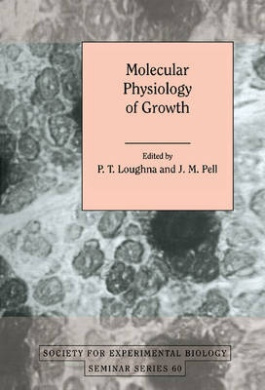 Molecular
Physiology
of Growth
Edited by
P. T. Loughna and J. M. Pell
SOCIETY FOR EXPERIMENTAL BIOLOGY
SEMINAR SERIES 60